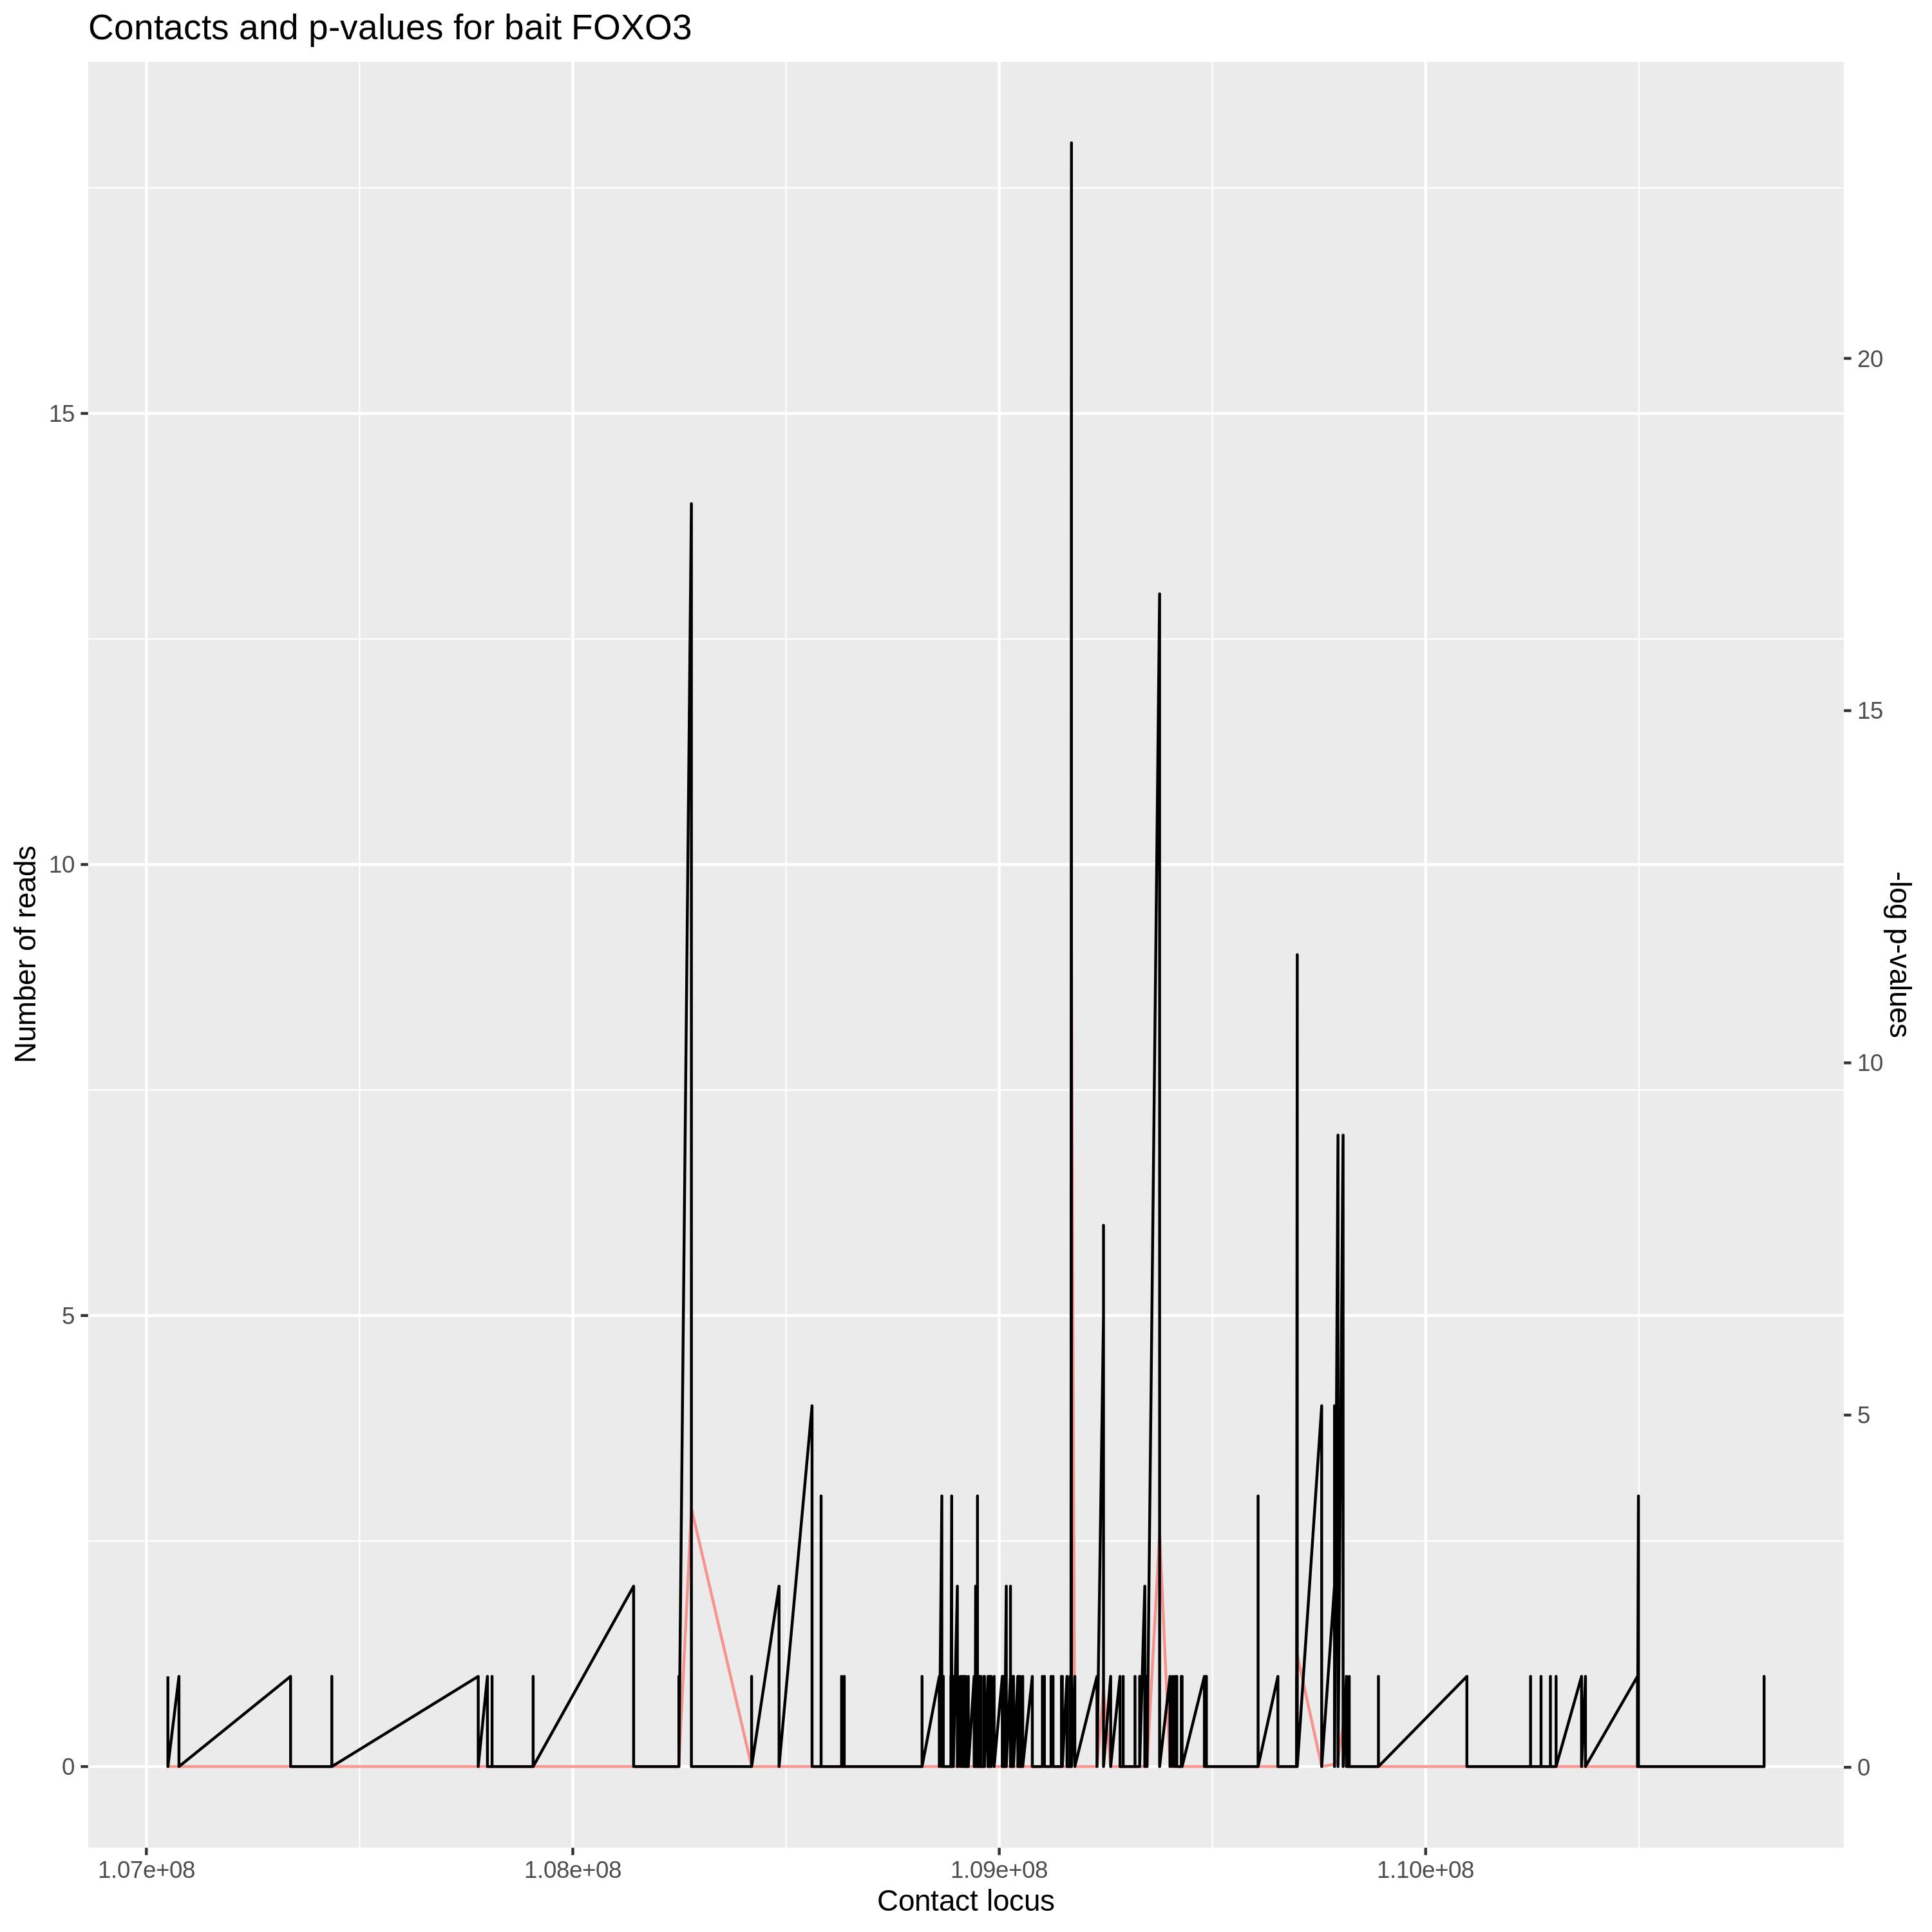 Contacts and p-values for bait FOXO3
Number of reads
15
10
5
0
20
15
10
5
0
-log p-values
1.07e+08
1.08e+08
1.09e+08
1.10e+08
Contact locus